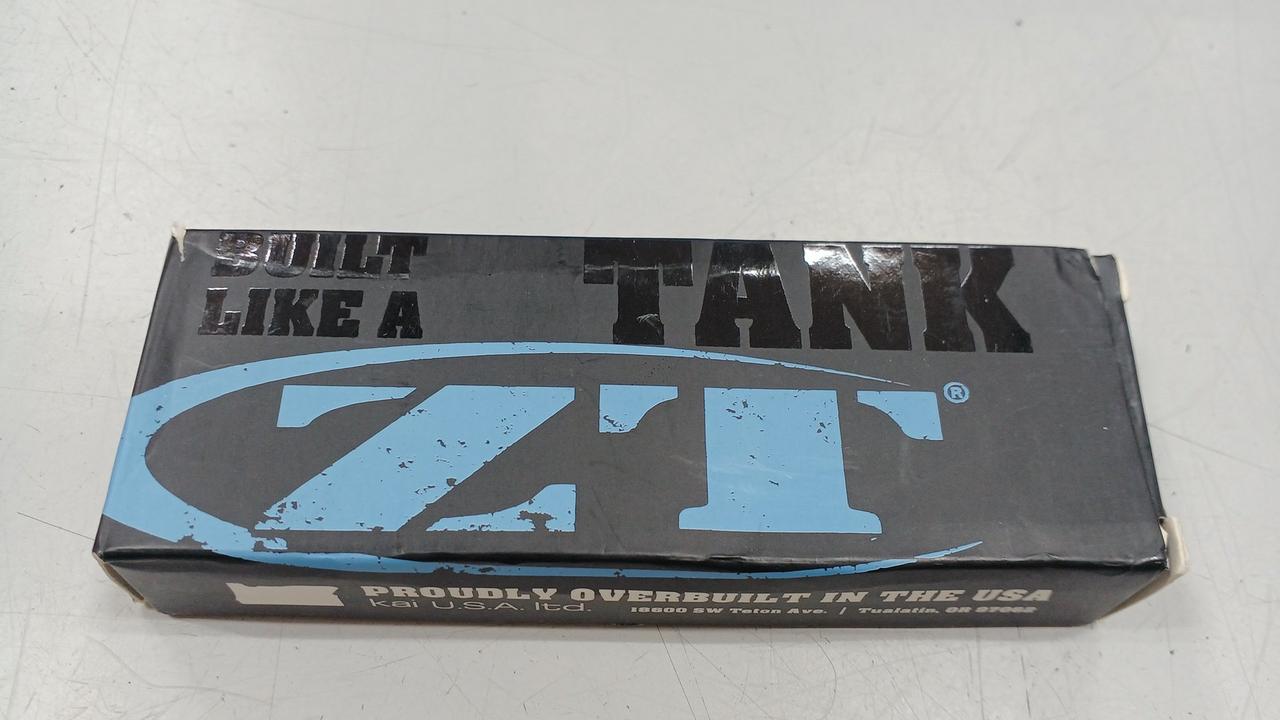 BUILT
LIKE A
TANK
ZT®
PROUDLY OVERBUILT IN THE USA
kai U.S.A. ltd. 18600 SW Teton Ave. | Tualatin, OR 97062